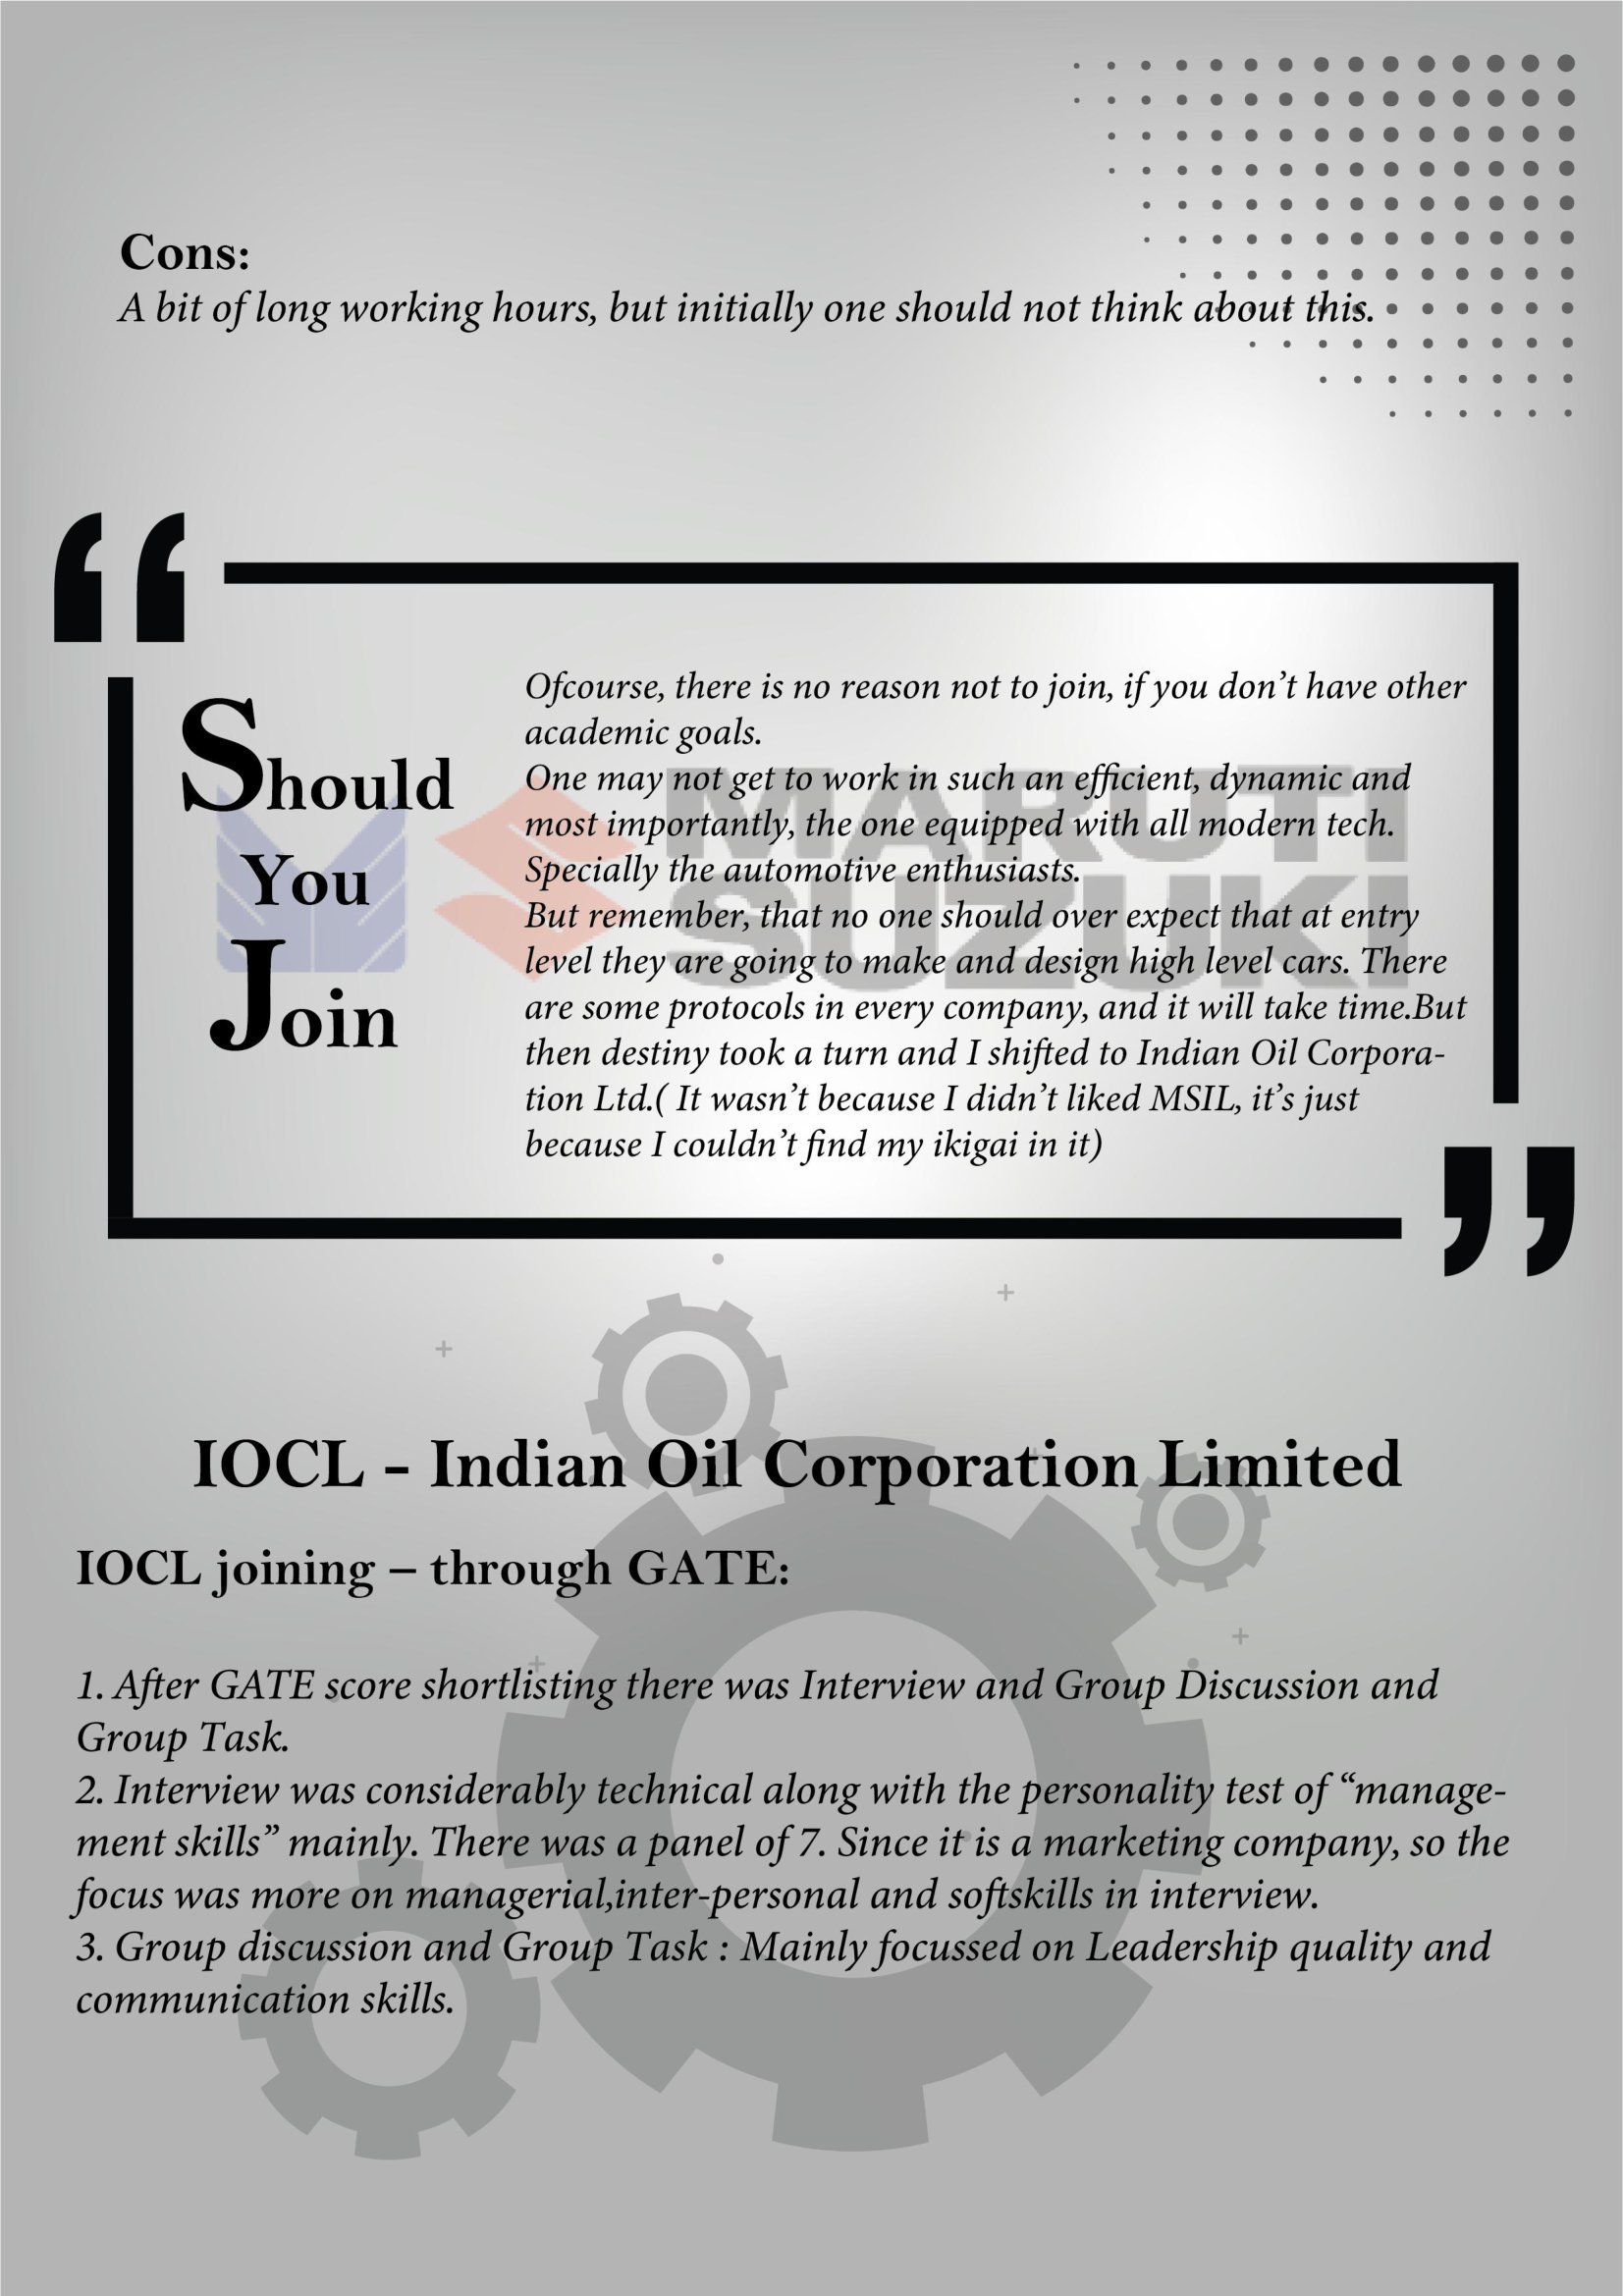 Cons:
A bit of long working hours, but initially one should not think about this.
Should
You
Join
Ofcourse, there is no reason not to join, if you don’t have other
academic goals.
One may not get to work in such an efficient, dynamic and
most importantly, the one equipped with all modern tech.
Specially the automotive enthusiasts.
But remember, that no one should over expect that at entry
level they are going to make and design high level cars. There
are some protocols in every company, and it will take time.But
then destiny took a turn and I shifted to Indian Oil Corpora-
tion Ltd.( It wasn’t because I didn’t liked MSIL, it’s just
because I couldn’t find my ikigai in it)
MARUTI
SUZUKI
IOCL - Indian Oil Corporation Limited
IOCL joining – through GATE:
1. After GATE score shortlisting there was Interview and Group Discussion and
Group Task.
2. Interview was considerably technical along with the personality test of “manage-
ment skills” mainly. There was a panel of 7. Since it is a marketing company, so the
focus was more on managerial,inter-personal and softskills in interview.
3. Group discussion and Group Task : Mainly focussed on Leadership quality and
communication skills.